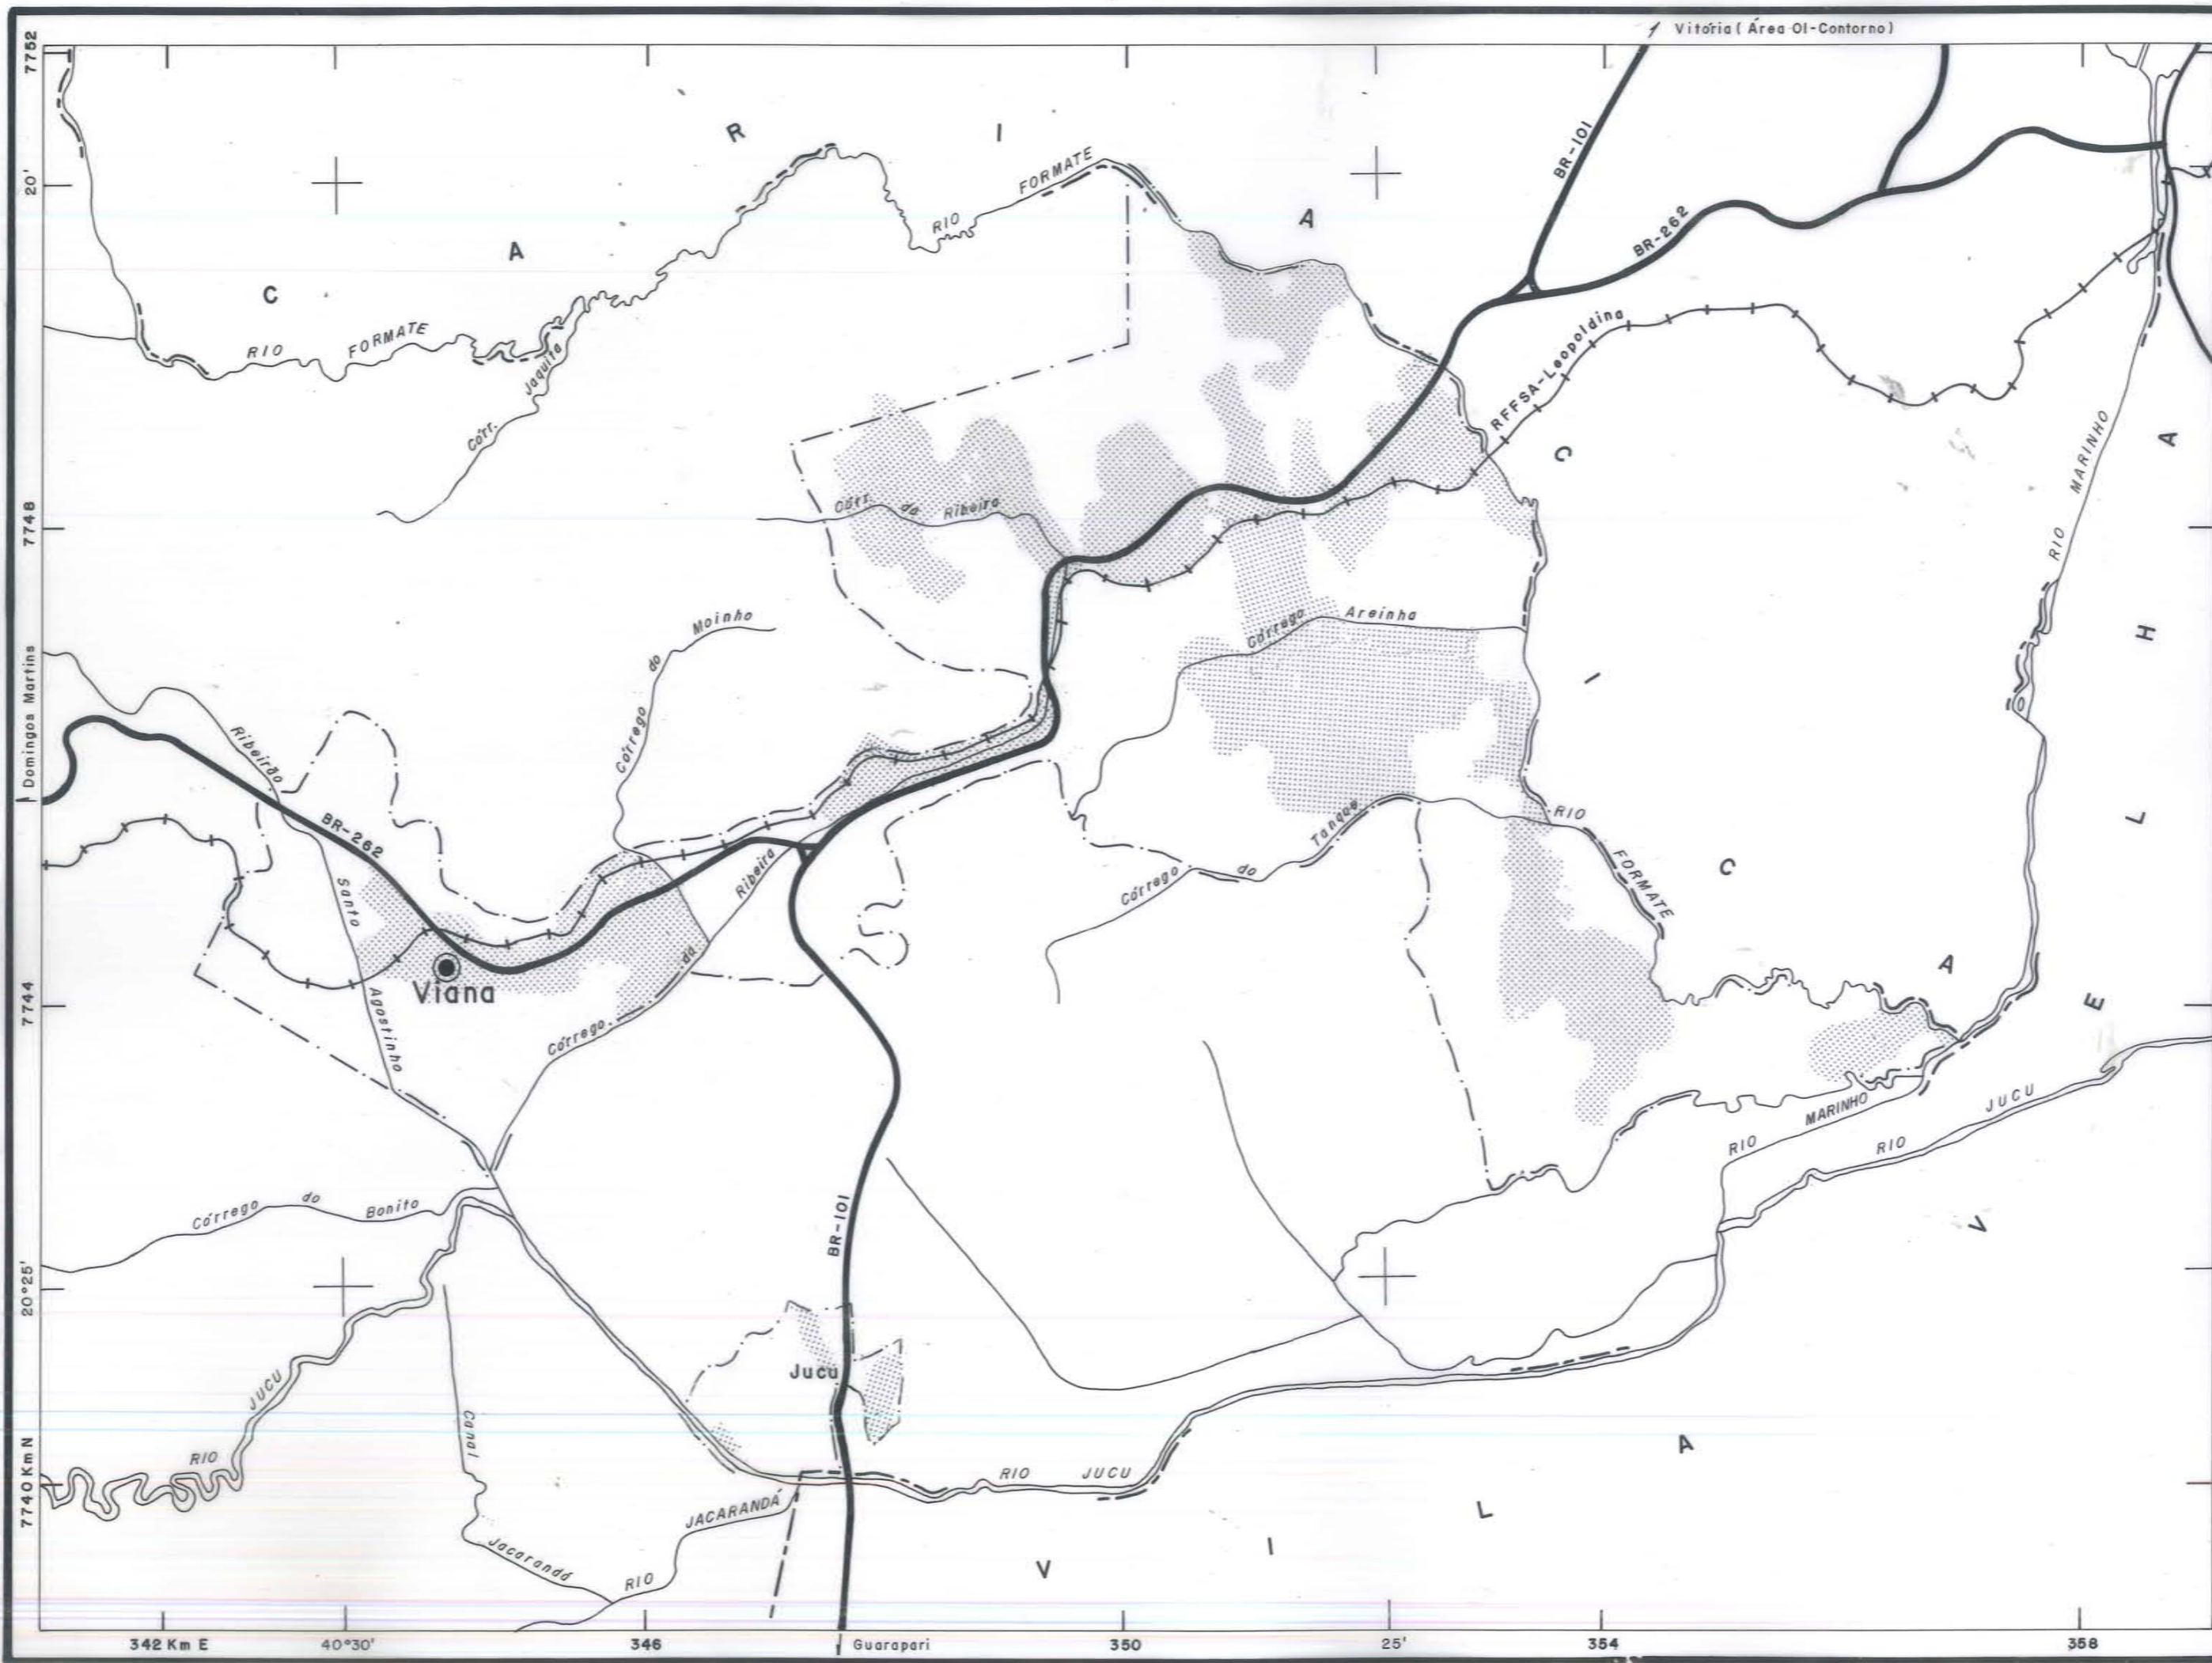 Vitória ( Área 01-Contorno)
7752
20'
7748
Domingos Martins
7744
20°25'
7740 Km N
C A R I A C I C A
V I L A V E L H A
RIO FORMATE
Córr. Jaquita
RIO FORMATE
BR-101
BR-262
RFFSA-Leopoldina
RIO MARINHO
Córr. da Ribeira
Córrego do Moinho
Córrego Areinha
Ribeirão Santo Agostinho
BR-262
Viana
Córrego da Ribeira
Córrego do Tanque
RIO FORMATE
RIO MARINHO
RIO JUCU
Córrego do Bonito
BR-101
Jucu
RIO JUCU
Canal
Jacarandá
RIO JACARANDÁ
RIO JUCU
342 Km E
40°30'
346
Guarapari
350
25'
354
358